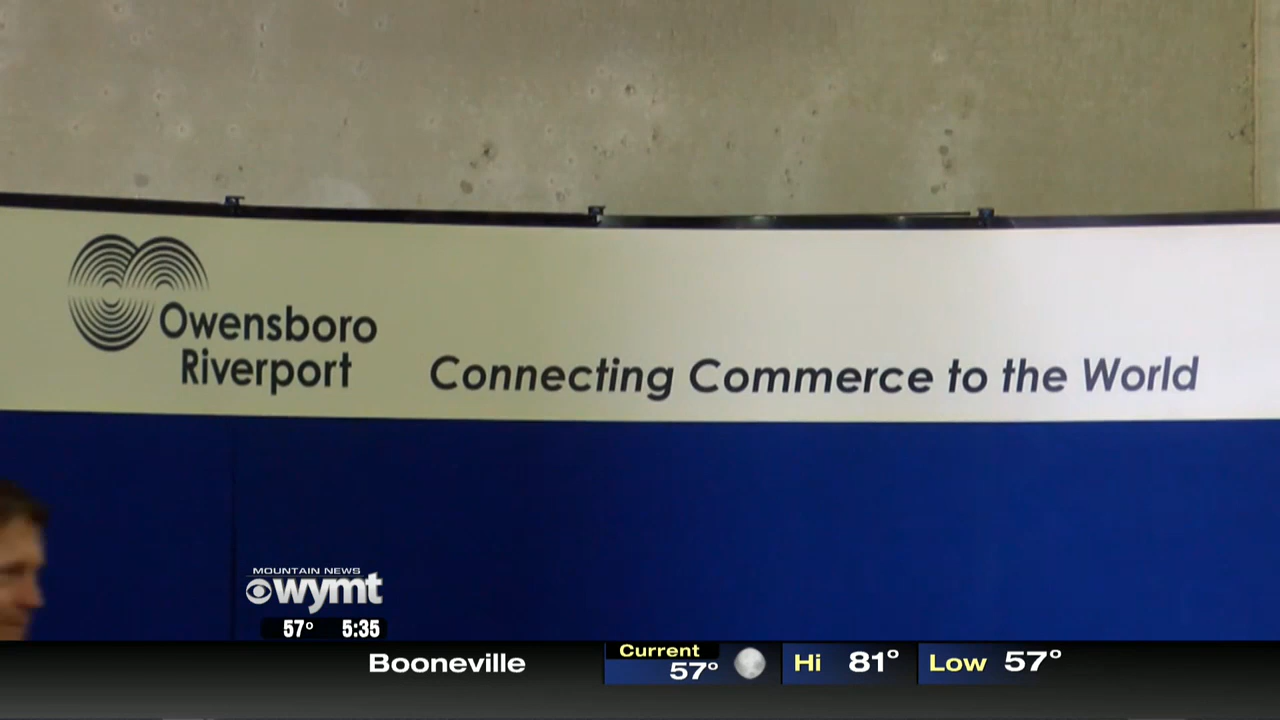 Owensboro
Riverport
Connecting Commerce to the World
MOUNTAIN NEWS
wymt
57° 5:35
Booneville
Current
57°
Hi 81°
Low 57°